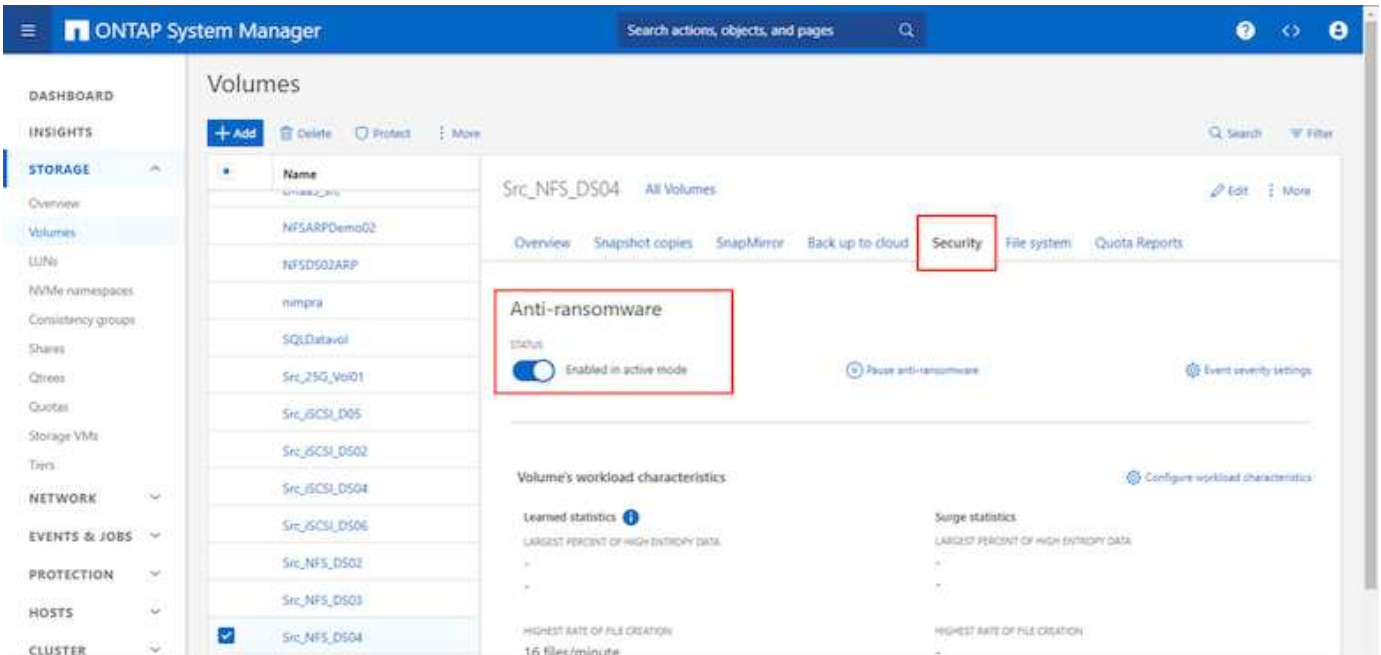 ONTAP System Manager
Search actions, objects, and pages
DASHBOARD
INSIGHTS
STORAGE
Overview
Volumes
LUNs
NVMe namespaces
Consistency groups
Shares
Qtrees
Quotas
Storage VMs
Tiers
NETWORK
EVENTS & JOBS
PROTECTION
HOSTS
CLUSTER
Volumes
+ Add Delete Protect More
Search Filter
Name
NFSARPDemo02
NFSDS02ARP
nimpra
SQLDatavol
Src_25G_Vol01
Src_iSCSI_D05
Src_iSCSI_DS02
Src_iSCSI_DS04
Src_iSCSI_DS06
Src_NFS_DS02
Src_NFS_DS03
Src_NFS_DS04
Src_NFS_DS04 All Volumes
Edit More
Overview Snapshot copies SnapMirror Back up to cloud Security File system Quota Reports
Anti-ransomware
STATUS
Enabled in active mode
Pause anti-ransomware
Event severity settings
Volume's workload characteristics
Configure workload characteristics
Learned statistics
LARGEST PERCENT OF HIGH ENTROPY DATA
-
-
HIGHEST RATE OF FILE CREATION
16 files/minute
Surge statistics
LARGEST PERCENT OF HIGH ENTROPY DATA
-
-
HIGHEST RATE OF FILE CREATION
-